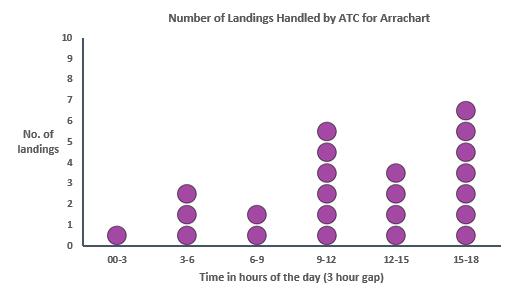 Number of Landings Handled by ATC for Arrachart
10
9
8
7
6
5
4
3
2
1
0
No. of
landings
00-3 3-6 6-9 9-12 12-15 15-18
Time in hours of the day (3 hour gap)